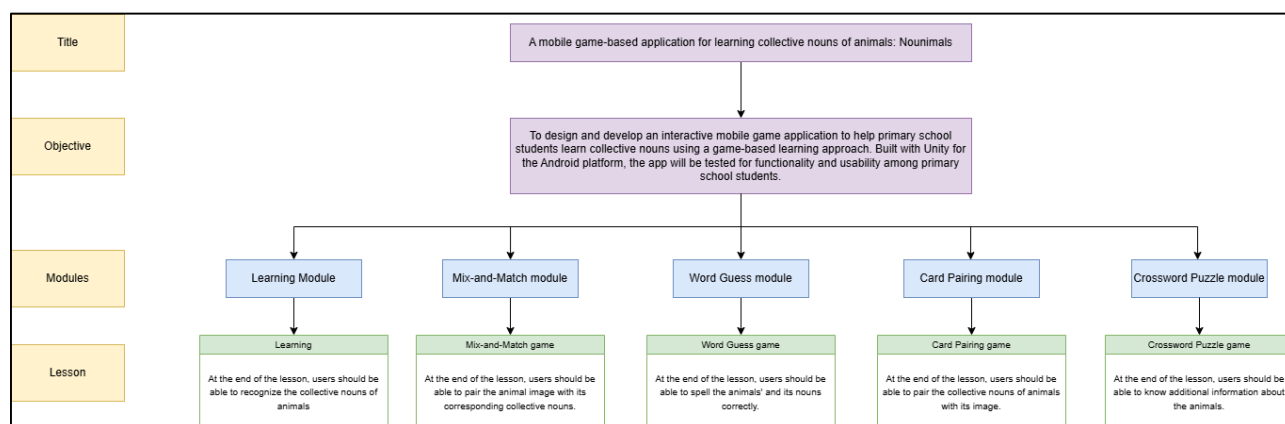 Title
A mobile game-based application for learning collective nouns of animals: Nounimals
Objective
To design and develop an interactive mobile game application to help primary school
students learn collective nouns using a game-based learning approach. Built with Unity for
the Android platform, the app will be tested for functionality and usability among primary
school students.
Modules
Learning Module
Mix-and-Match module
Word Guess module
Card Pairing module
Crossword Puzzle module
Lesson
Learning
At the end of the lesson, users should be
able to recognize the collective nouns of
animals
Mix-and-Match game
At the end of the lesson, users should be
able to pair the animal image with its
corresponding collective nouns.
Word Guess game
At the end of the lesson, users should be
able to spell the animals' and its nouns
correctly.
Card Pairing game
At the end of the lesson, users should be
able to pair the collective nouns of animals
with its image.
Crossword Puzzle game
At the end of the lesson, users should be
able to know additional information about
the animals.